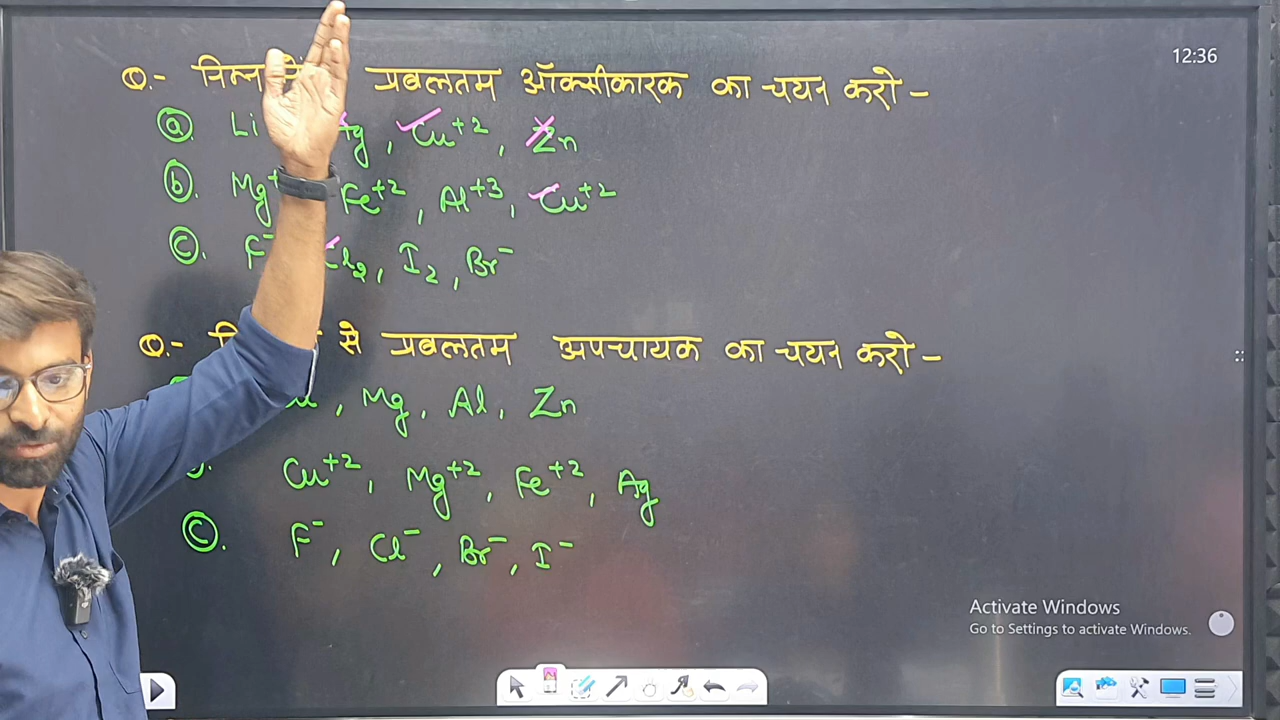 12:36
Q.- निम्न में प्रबलतम ऑक्सीकारक का चयन करो -
(a). Li Ag, Cu+2, Zn
(b). Mg+ Fe+2, Al+3, Cu+2
(c). F- Cl2, I2, Br-
Q.- से प्रबलतम अपचायक का चयन करो -
, Mg, Al, Zn
Cu+2, Mg+2, Fe+2, Ag
(c). F-, Cl-, Br-, I-
Activate Windows
Go to Settings to activate Windows.